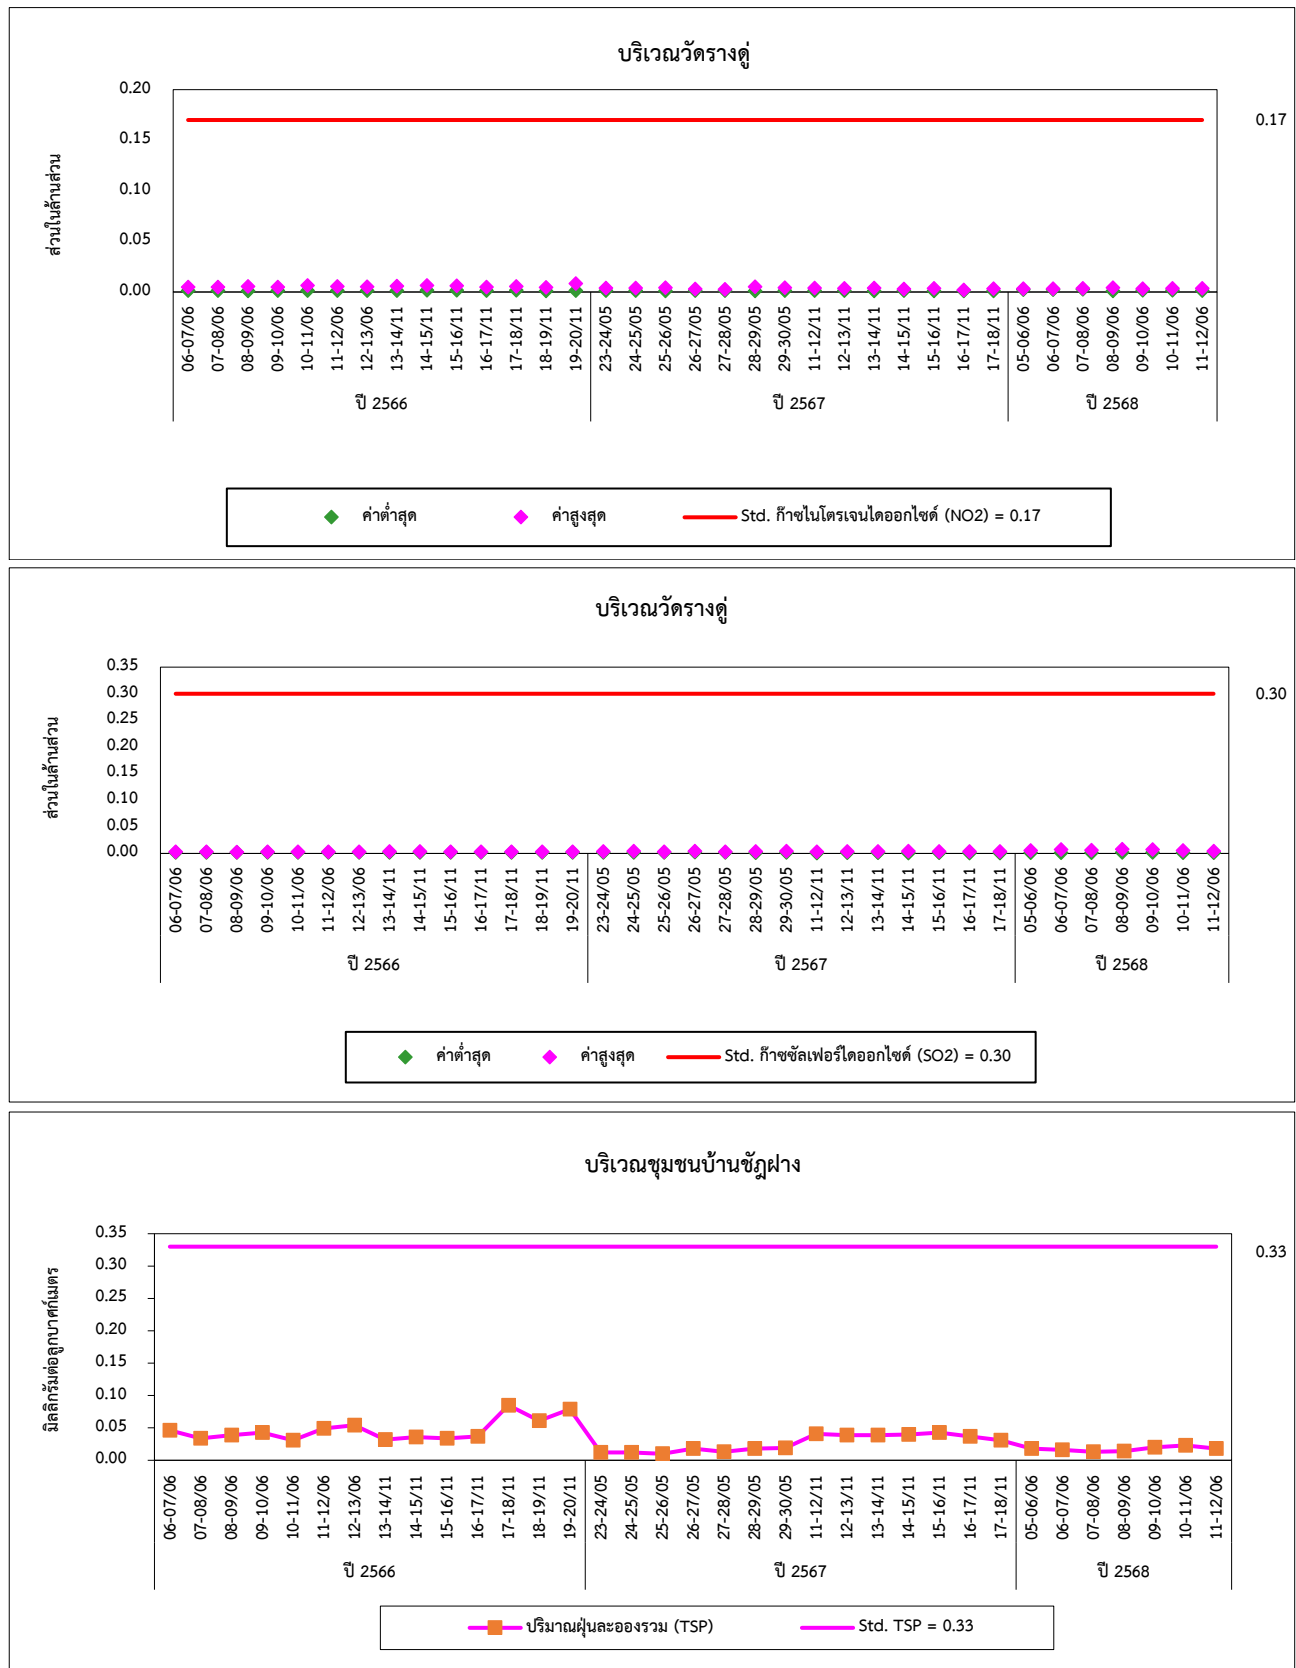 บริเวณวัดรางดู่
ส่วนในล้านส่วน
0.20
0.15
0.10
0.05
0.00
0.17
06-07/06 07-08/06 08-09/06 09-10/06 10-11/06 11-12/06 12-13/06 13-14/11 14-15/11 15-16/11 16-17/11 17-18/11 18-19/11 19-20/11 23-24/05 24-25/05 25-26/05 26-27/05 27-28/05 28-29/05 29-30/05 11-12/11 12-13/11 13-14/11 14-15/11 15-16/11 16-17/11 17-18/11 05-06/06 06-07/06 07-08/06 08-09/06 09-10/06 10-11/06 11-12/06
ปี 2566 ปี 2567 ปี 2568
ค่าต่ำสุด ค่าสูงสุด Std. ก๊าซไนโตรเจนไดออกไซด์ (NO2) = 0.17
บริเวณวัดรางดู่
ส่วนในล้านส่วน
0.35
0.30
0.25
0.20
0.15
0.10
0.05
0.00
0.30
06-07/06 07-08/06 08-09/06 09-10/06 10-11/06 11-12/06 12-13/06 13-14/11 14-15/11 15-16/11 16-17/11 17-18/11 18-19/11 19-20/11 23-24/05 24-25/05 25-26/05 26-27/05 27-28/05 28-29/05 29-30/05 11-12/11 12-13/11 13-14/11 14-15/11 15-16/11 16-17/11 17-18/11 05-06/06 06-07/06 07-08/06 08-09/06 09-10/06 10-11/06 11-12/06
ปี 2566 ปี 2567 ปี 2568
ค่าต่ำสุด ค่าสูงสุด Std. ก๊าซซัลเฟอร์ไดออกไซด์ (SO2) = 0.30
บริเวณชุมชนบ้านชัฎฝาง
มิลลิกรัมต่อลูกบาศก์เมตร
0.35
0.30
0.25
0.20
0.15
0.10
0.05
0.00
0.33
06-07/06 07-08/06 08-09/06 09-10/06 10-11/06 11-12/06 12-13/06 13-14/11 14-15/11 15-16/11 16-17/11 17-18/11 18-19/11 19-20/11 23-24/05 24-25/05 25-26/05 26-27/05 27-28/05 28-29/05 29-30/05 11-12/11 12-13/11 13-14/11 14-15/11 15-16/11 16-17/11 17-18/11 05-06/06 06-07/06 07-08/06 08-09/06 09-10/06 10-11/06 11-12/06
ปี 2566 ปี 2567 ปี 2568
ปริมาณฝุ่นละอองรวม (TSP) Std. TSP = 0.33